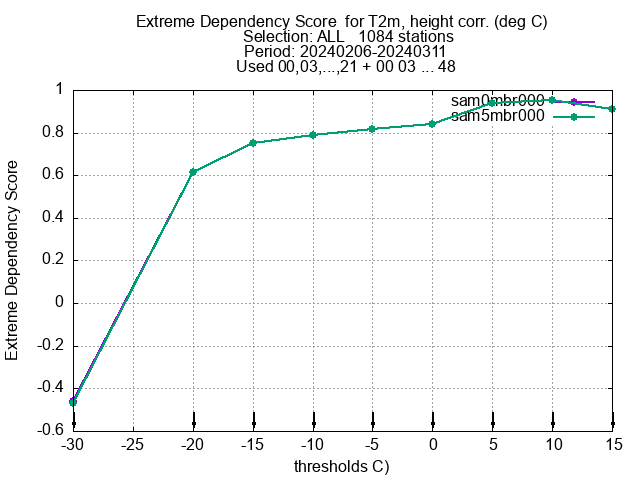 Extreme Dependency Score  for T2m, height corr. (deg C)
Selection: ALL   1084 stations
Period: 20240206-20240311
Used 00,03,...,21 + 00 03 ... 48
sam0mbr000
sam5mbr000
Extreme Dependency Score
1
0.8
0.6
0.4
0.2
0
-0.2
-0.4
-0.6
-30 -25 -20 -15 -10 -5 0 5 10 15
thresholds C)